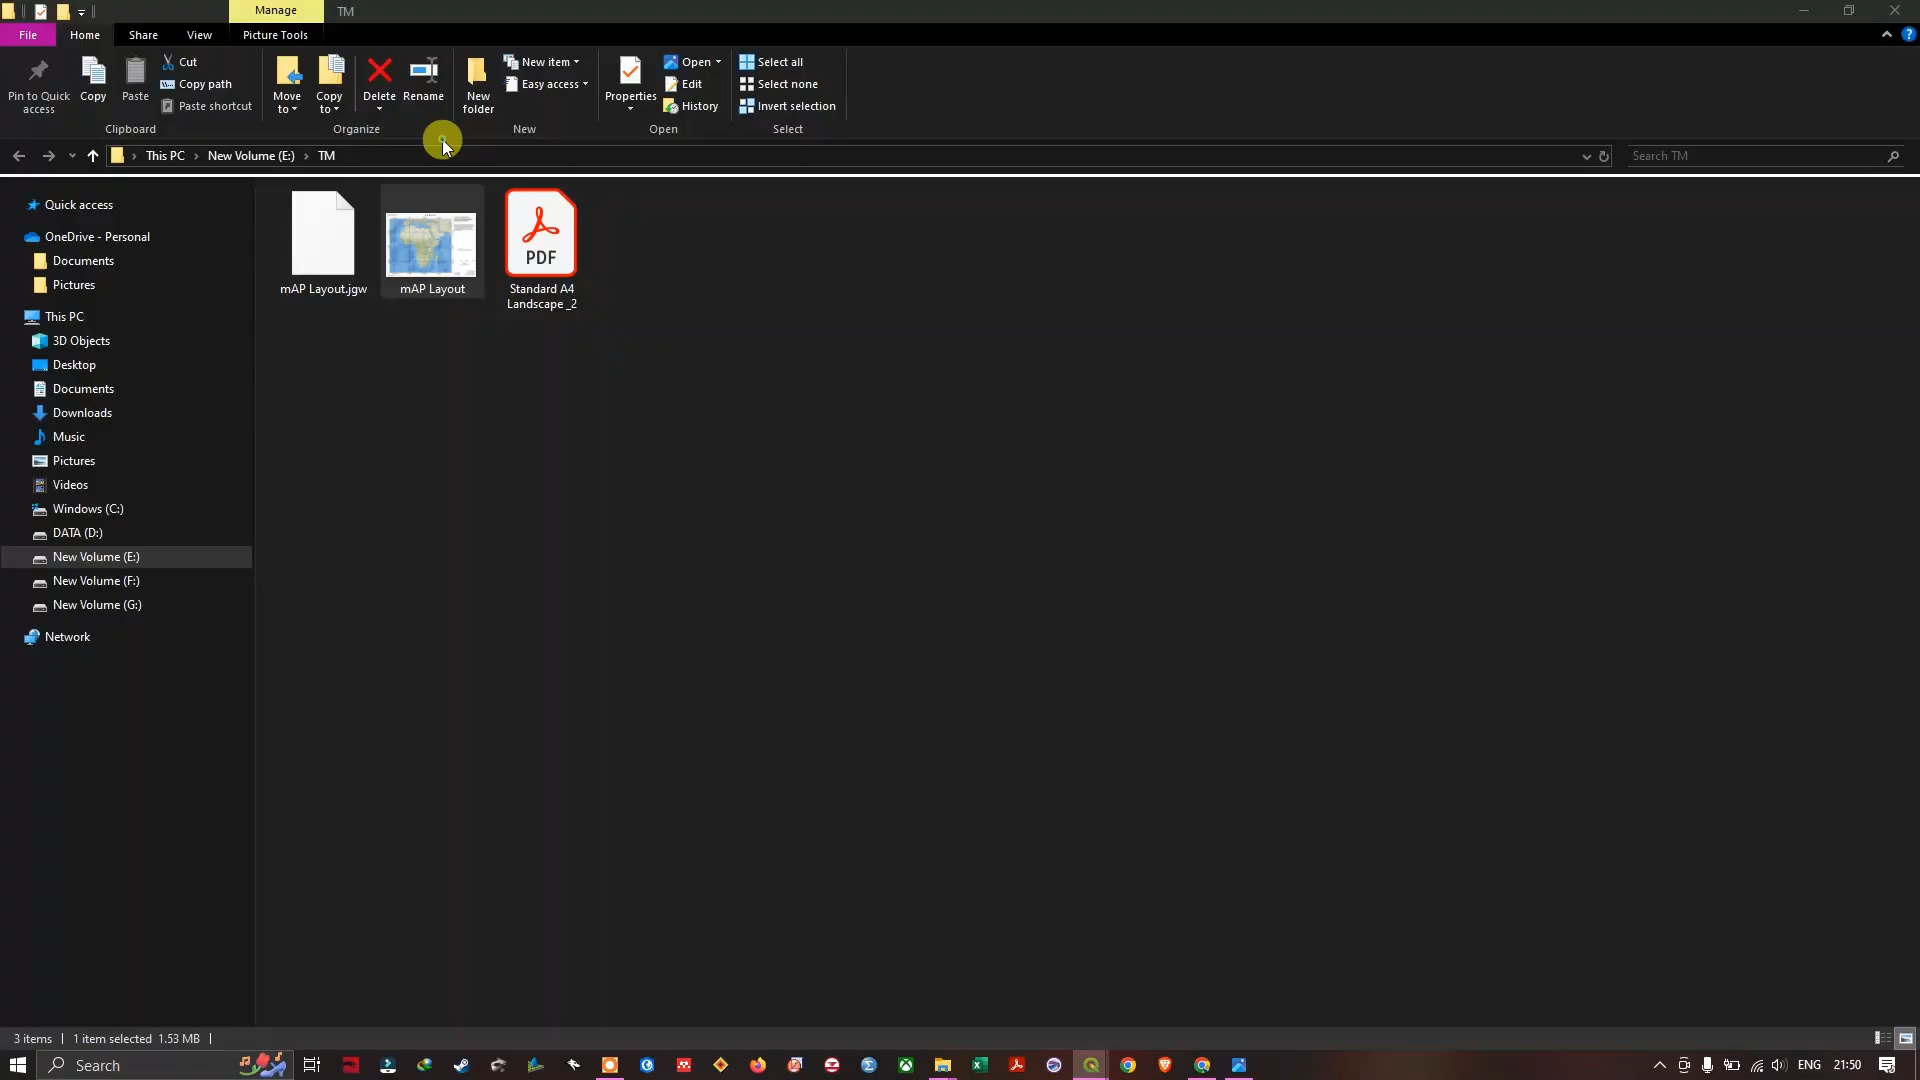 Manage
TM
File
Home
Share
View
Picture Tools
Pin to Quick
access
Copy
Paste
Cut
Copy path
Paste shortcut
Clipboard
Move
to
Copy
to
Delete
Rename
Organize
New
folder
New item
Easy access
New
Properties
Open
Edit
History
Open
Select all
Select none
Invert selection
Select
This PC
New Volume (E:)
TM
Search TM
Quick access
OneDrive - Personal
Documents
Pictures
This PC
3D Objects
Desktop
Documents
Downloads
Music
Pictures
Videos
Windows (C:)
DATA (D:)
New Volume (E:)
New Volume (F:)
New Volume (G:)
Network
mAP Layout.jgw
mAP Layout
PDF
Standard A4
Landscape _2
3 items
1 item selected 1.53 MB
Search
ENG
21:50